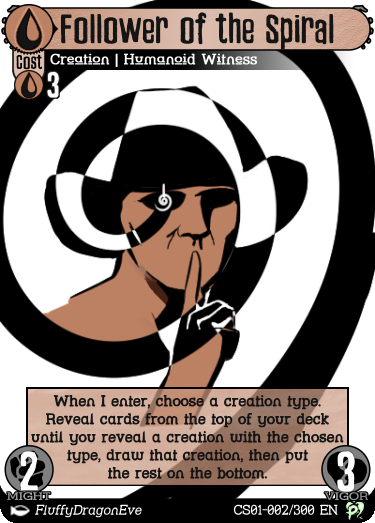 Follower of the Spiral
COST
Creation | Humanoid Witness
3
When I enter, choose a creation type.
Reveal cards from the top of your deck
until you reveal a creation with the chosen
type, draw that creation, then put
the rest on the bottom.
2
MIGHT
3
VIGOR
FluffyDragonEve
CS01-002/300 EN